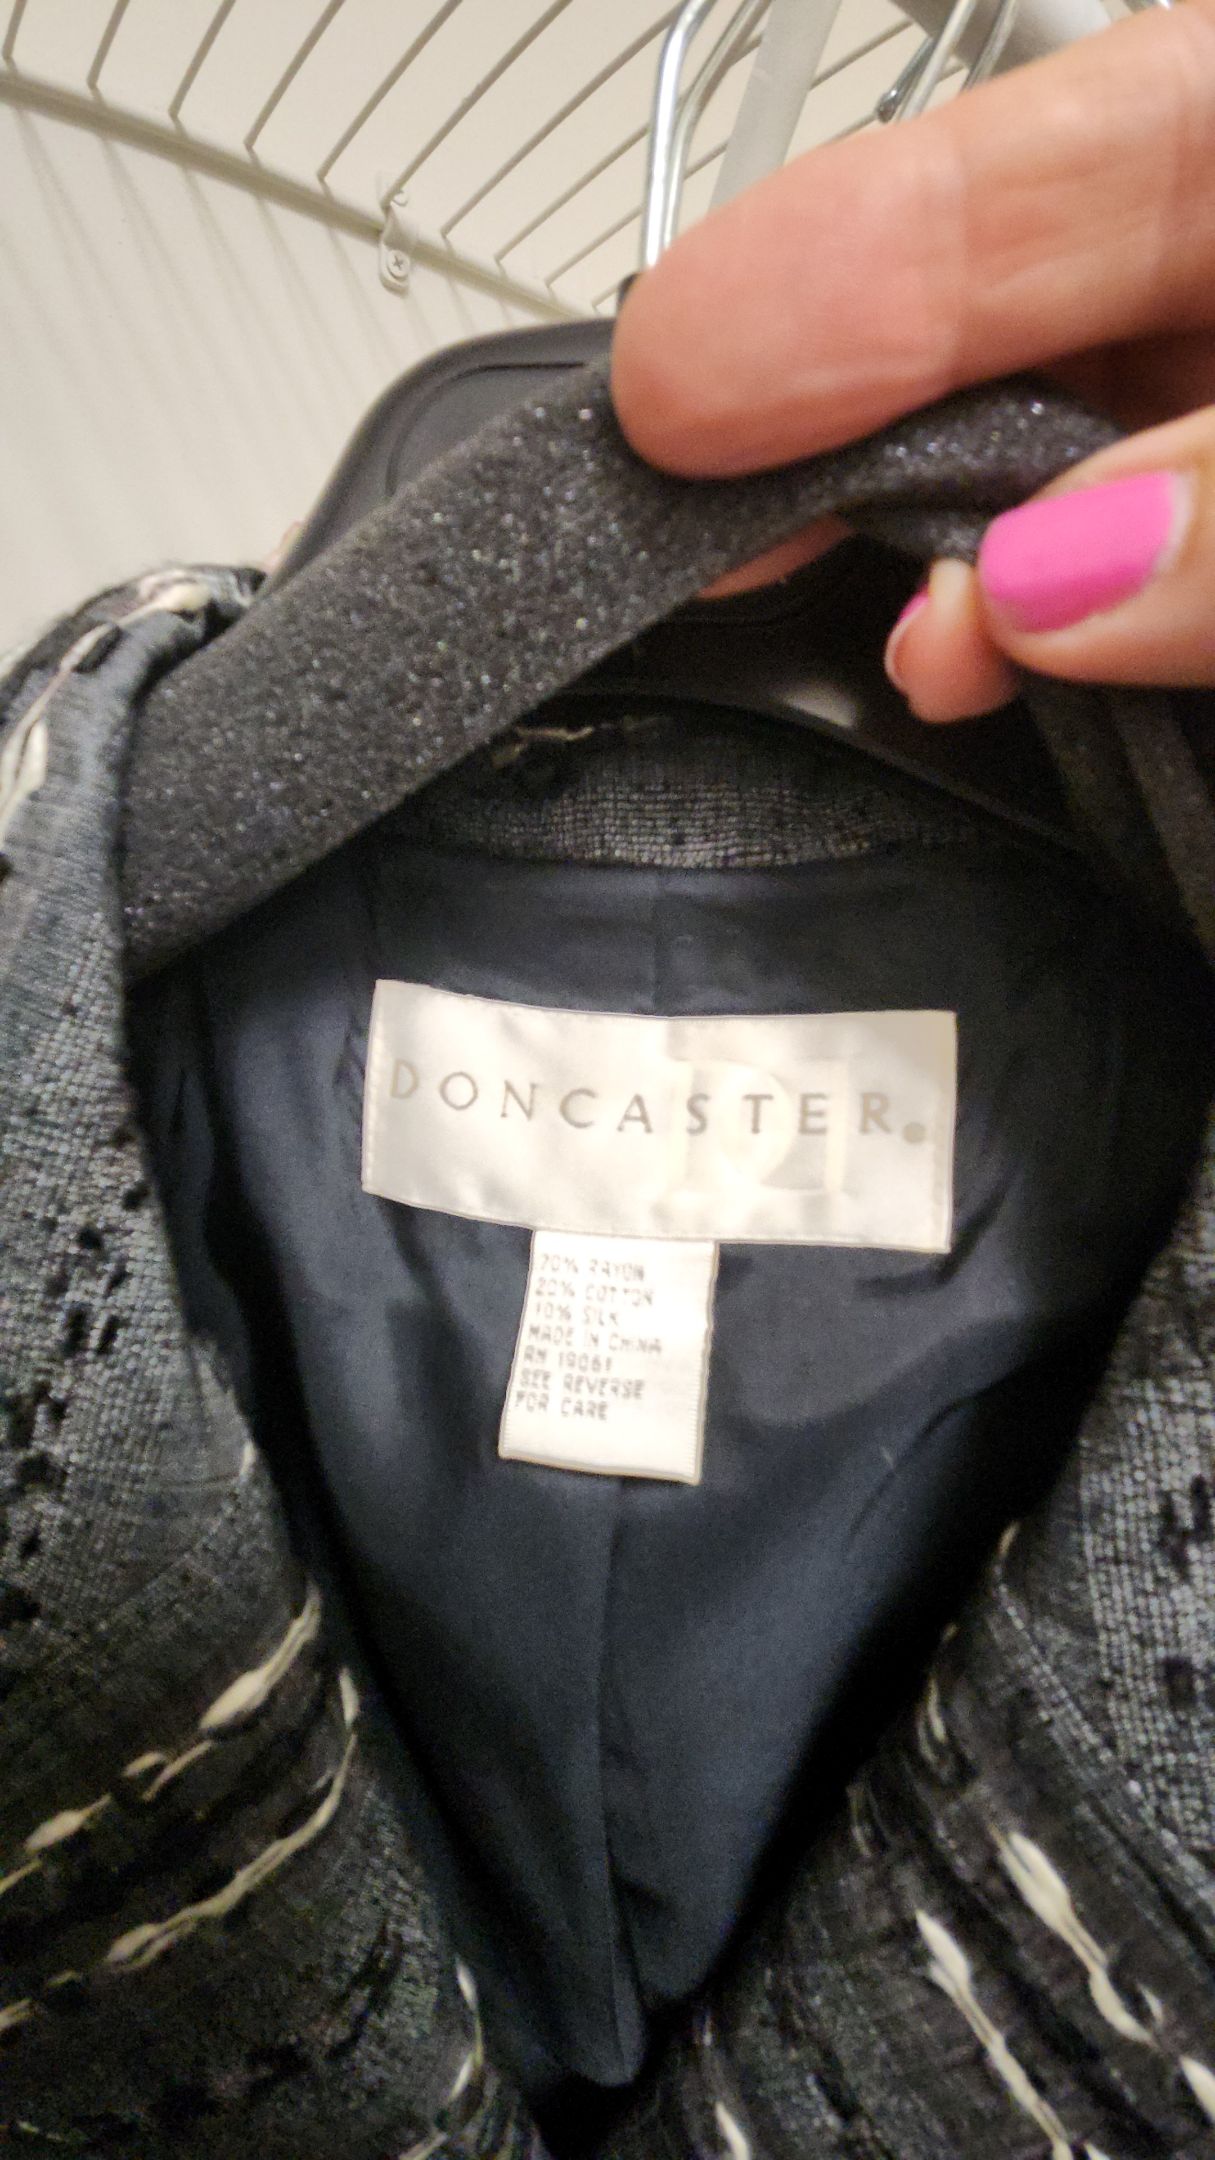 DONCASTER.
70% RAYON
20% COTTON
10% SILK
MADE IN CHINA
RN 19061
SEE REVERSE
FOR CARE